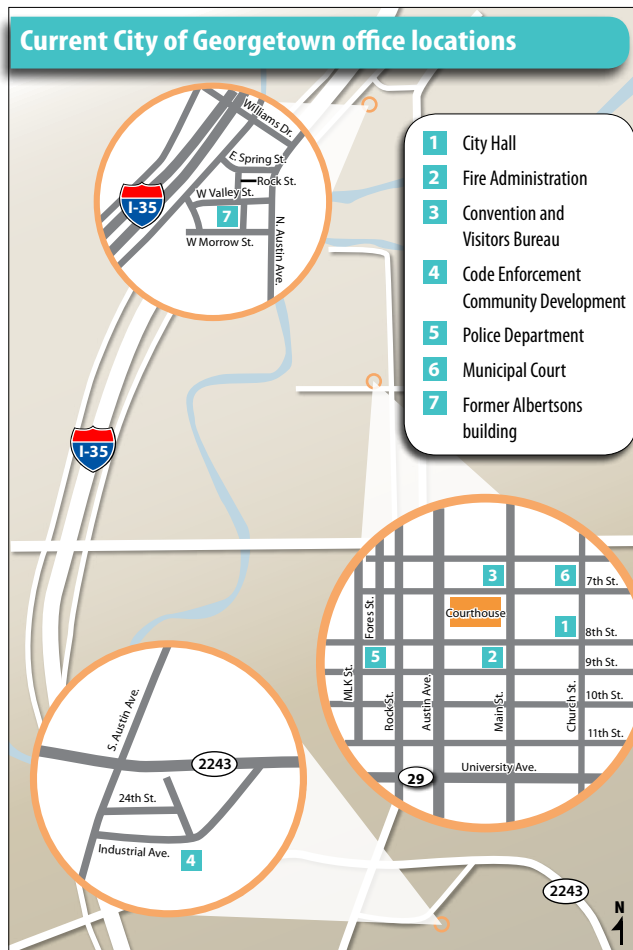 Current City of Georgetown office locations
1 City Hall
2 Fire Administration
3 Convention and
Visitors Bureau
4 Code Enforcement
Community Development
5 Police Department
6 Municipal Court
7 Former Albertsons
building
Williams Dr.
E. Spring St.
Rock St.
W Valley St.
7
W Morrow St.
N. Austin Ave.
I-35
I-35
3
6
7th St.
Courthouse
Fores St.
1
8th St.
5
2
9th St.
MLK St.
Rock St.
Austin Ave.
Main St.
Church St.
10th St.
11th St.
University Ave.
29
S. Austin Ave.
2243
24th St.
Industrial Ave.
4
2243
N